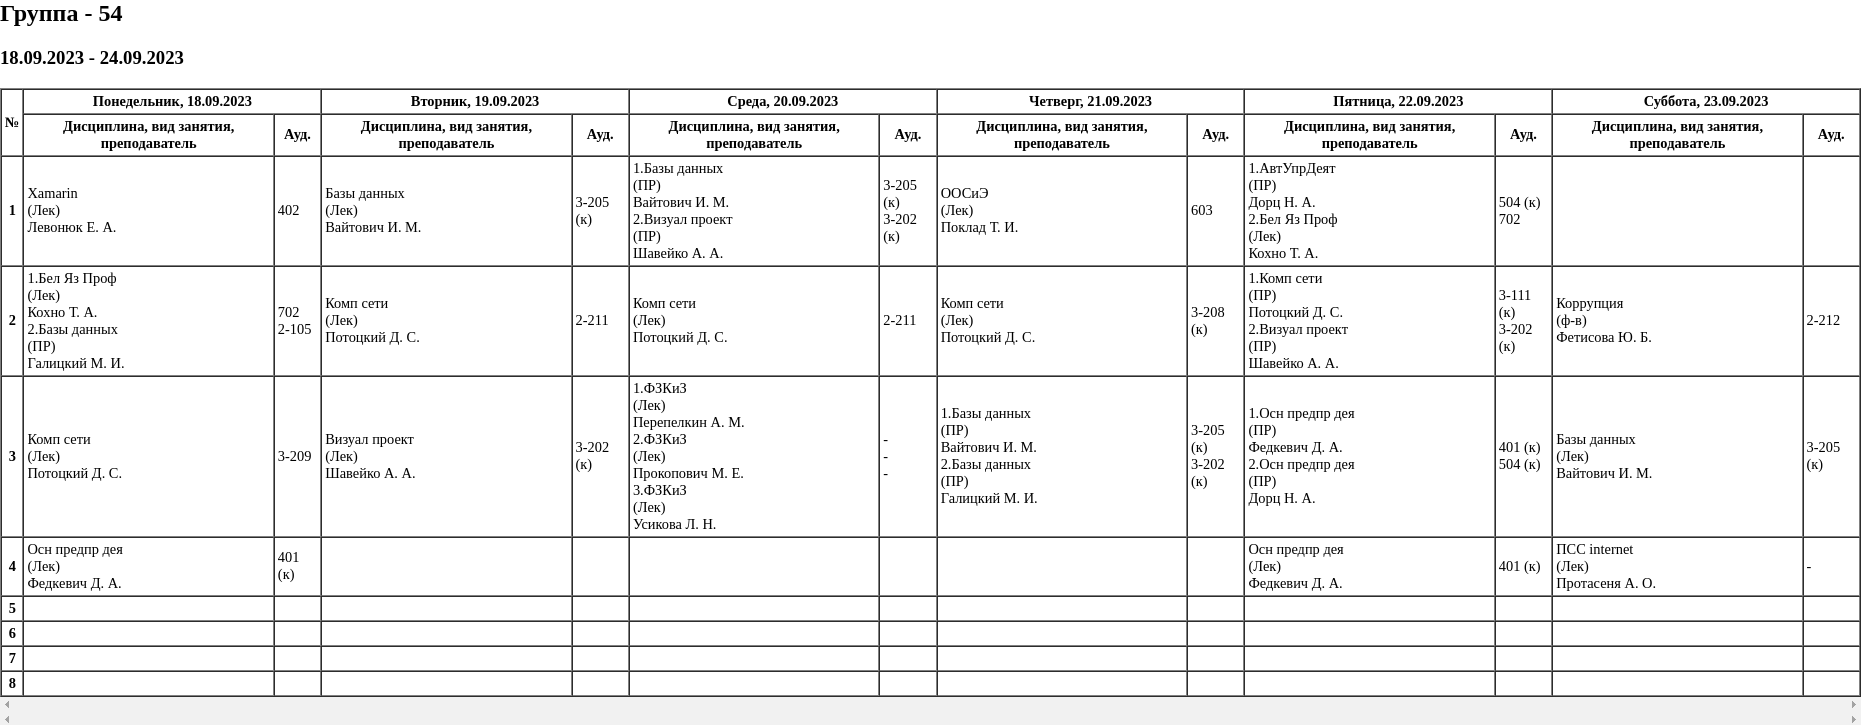 Группа - 54
18.09.2023 - 24.09.2023
№
Понедельник, 18.09.2023
Вторник, 19.09.2023
Среда, 20.09.2023
Четверг, 21.09.2023
Пятница, 22.09.2023
Суббота, 23.09.2023
Дисциплина, вид занятия,
преподаватель
Ауд.
Дисциплина, вид занятия,
преподаватель
Ауд.
Дисциплина, вид занятия,
преподаватель
Ауд.
Дисциплина, вид занятия,
преподаватель
Ауд.
Дисциплина, вид занятия,
преподаватель
Ауд.
Дисциплина, вид занятия,
преподаватель
Ауд.
1
Xamarin
(Лек)
Левонюк Е. А.
402
Базы данных
(Лек)
Вайтович И. М.
3-205
(к)
1.Базы данных
(ПР)
Вайтович И. М.
2.Визуал проект
(ПР)
Шавейко А. А.
3-205
(к)
3-202
(к)
ООСиЭ
(Лек)
Поклад Т. И.
603
1.АвтУпрДеят
(ПР)
Дорц Н. А.
2.Бел Яз Проф
(Лек)
Кохно Т. А.
504 (к)
702
2
1.Бел Яз Проф
(Лек)
Кохно Т. А.
2.Базы данных
(ПР)
Галицкий М. И.
702
2-105
Комп сети
(Лек)
Потоцкий Д. С.
2-211
Комп сети
(Лек)
Потоцкий Д. С.
2-211
Комп сети
(Лек)
Потоцкий Д. С.
3-208
(к)
1.Комп сети
(ПР)
Потоцкий Д. С.
2.Визуал проект
(ПР)
Шавейко А. А.
3-111
(к)
3-202
(к)
Коррупция
(ф-в)
Фетисова Ю. Б.
2-212
3
Комп сети
(Лек)
Потоцкий Д. С.
3-209
Визуал проект
(Лек)
Шавейко А. А.
3-202
(к)
1.ФЗКиЗ
(Лек)
Перепелкин А. М.
2.ФЗКиЗ
(Лек)
Прокопович М. Е.
3.ФЗКиЗ
(Лек)
Усикова Л. Н.
-
-
-
1.Базы данных
(ПР)
Вайтович И. М.
2.Базы данных
(ПР)
Галицкий М. И.
3-205
(к)
3-202
(к)
1.Осн предпр дея
(ПР)
Федкевич Д. А.
2.Осн предпр дея
(ПР)
Дорц Н. А.
401 (к)
504 (к)
Базы данных
(Лек)
Вайтович И. М.
3-205
(к)
4
Осн предпр дея
(Лек)
Федкевич Д. А.
401
(к)
Осн предпр дея
(Лек)
Федкевич Д. А.
401 (к)
ПСС internet
(Лек)
Протасеня А. О.
-
5
6
7
8